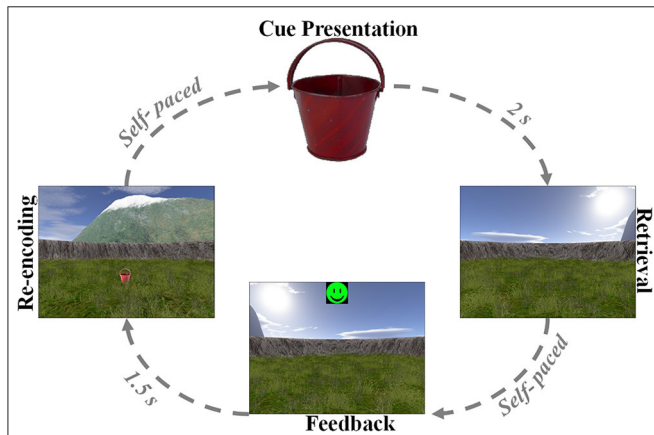 Cue Presentation
Self- paced
2 s
Re-encoding
Retrieval
1.5 s
Self-paced
Feedback